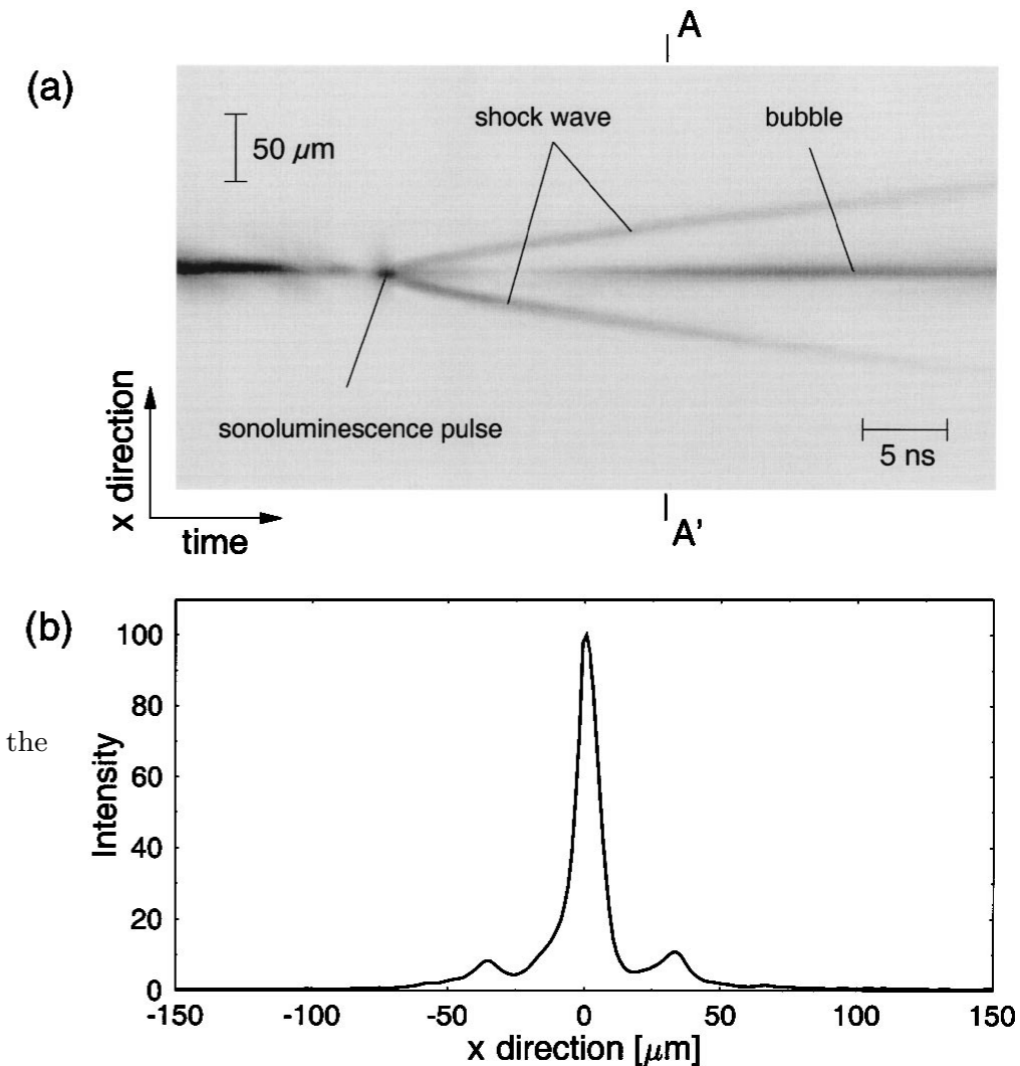 A
(a)
shock wave
bubble
50 μm
sonoluminescence pulse
5 ns
x direction
time
A'
(b)
the
Intensity
100
80
60
40
20
0
-150
-100
-50
0
50
100
150
x direction [μm]